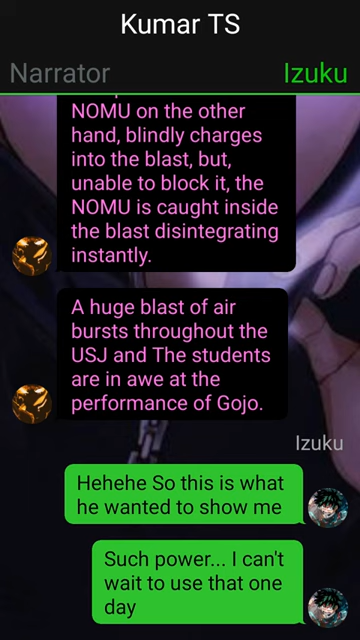 Kumar TS
Narrator
Izuku
NOMU on the other
hand, blindly charges
into the blast, but,
unable to block it, the
NOMU is caught inside
the blast disintegrating
instantly.
A huge blast of air
bursts throughout the
USJ and The students
are in awe at the
performance of Gojo.
Izuku
Hehehe So this is what
he wanted to show me
Such power... I can't
wait to use that one
day